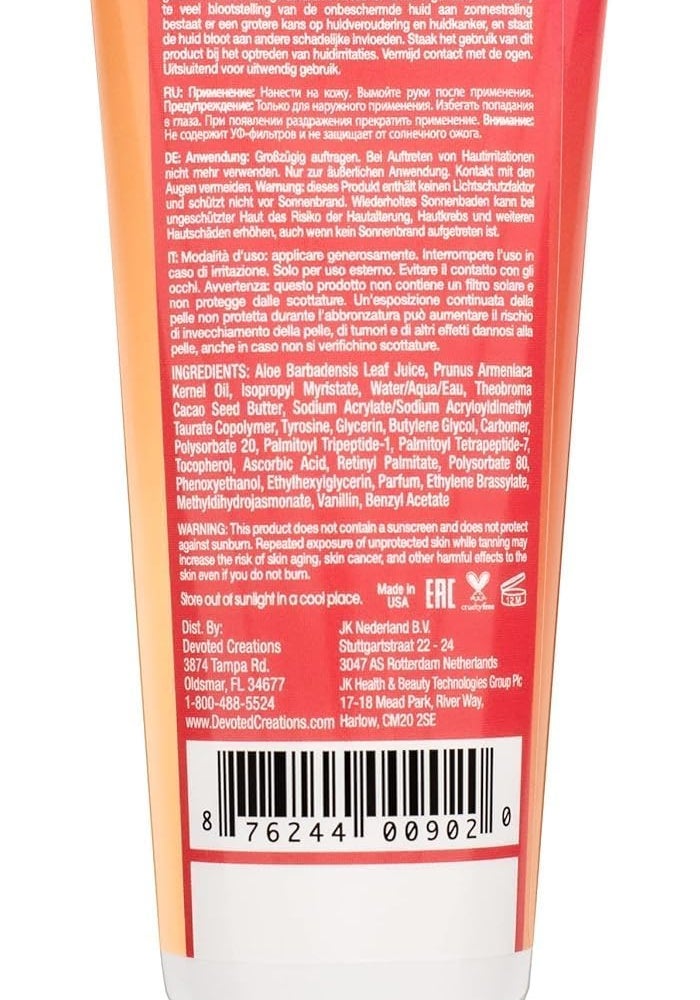 te veel blootstelling van de onbeschermde huid aan zonnestraling
bestaat er een grotere kans op huidveroudering en huidkanker, en staat
de huid bloot aan andere schadelijke invloeden. Staak het gebruik van dit
product bij het optreden van huidirritaties. Vermijd contact met de ogen.
Uitsluitend voor uitwendig gebruik.
RU: Применение: Нанести на кожу. Вымойте руки после применения.
Предупреждение: Только для наружного применения. Избегать попадания
в глаза. При появлении раздражения прекратить применение. Внимание:
Не содержит УФ-фильтров и не защищает от солнечного ожога.
DE: Anwendung: Großzügig auftragen. Bei Auftreten von Hautirritationen
nicht mehr verwenden. Nur zur äußerlichen Anwendung. Kontakt mit den
Augen vermeiden. Warnung: dieses Produkt enthält keinen Lichtschutzfaktor
und schützt nicht vor Sonnenbrand. Wiederholtes Sonnenbaden kann bei
ungeschützter Haut das Risiko der Hautalterung, Hautkrebs und weiteren
Hautschäden erhöhen, auch wenn kein Sonnenbrand aufgetreten ist.
IT: Modalità d'uso: applicare generosamente. Interrompere l'uso in
caso di irritazione. Solo per uso esterno. Evitare il contatto con gli
occhi. Avvertenza: questo prodotto non contiene un filtro solare e
non protegge dalle scottature. Un'esposizione continuata della
pelle non protetta durante l'abbronzatura può aumentare il rischio
di invecchiamento della pelle, di tumori e di altri effetti dannosi alla
pelle, anche in caso non si verifichino scottature.
INGREDIENTS: Aloe Barbadensis Leaf Juice, Prunus Armeniaca
Kernel Oil, Isopropyl Myristate, Water/Aqua/Eau, Theobroma
Cacao Seed Butter, Sodium Acrylate/Sodium Acryloyldimethyl
Taurate Copolymer, Tyrosine, Glycerin, Butylene Glycol, Carbomer,
Polysorbate 20, Palmitoyl Tripeptide-1, Palmitoyl Tetrapeptide-7,
Tocopherol, Ascorbic Acid, Retinyl Palmitate, Polysorbate 80,
Phenoxyethanol, Ethylhexylglycerin, Parfum, Ethylene Brassylate,
Methyldihydrojasmonate, Vanillin, Benzyl Acetate
WARNING: This product does not contain a sunscreen and does not protect
against sunburn. Repeated exposure of unprotected skin while tanning may
increase the risk of skin aging, skin cancer, and other harmful effects to the
skin even if you do not burn.
Store out of sunlight in a cool place. Made in
USA EAC crueltyfree 12 M
Dist. By:
Devoted Creations
3874 Tampa Rd.
Oldsmar, FL 34677
1-800-488-5524
www.DevotedCreations.com
JK Nederland B.V.
Stuttgartstraat 22 - 24
3047 AS Rotterdam Netherlands
JK Health & Beauty Technologies Group Plc
17-18 Mead Park, River Way,
Harlow, CM20 2SE
8 76244 00902 0